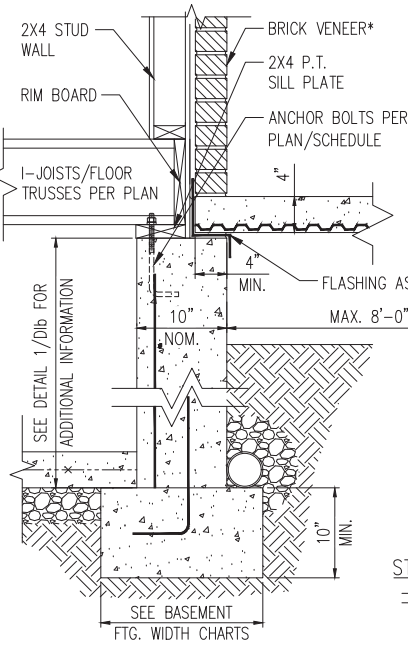 2X4 STUD
WALL
BRICK VENEER*
2X4 P.T.
SILL PLATE
RIM BOARD
ANCHOR BOLTS PER
PLAN/SCHEDULE
I-JOISTS/FLOOR
TRUSSES PER PLAN
4"
4"
MIN.
FLASHING AS
10"
NOM.
MAX. 8'-0"
SEE DETAIL 1/D1b FOR
ADDITIONAL INFORMATION
10"
MIN.
ST
SEE BASEMENT
FTG. WIDTH CHARTS